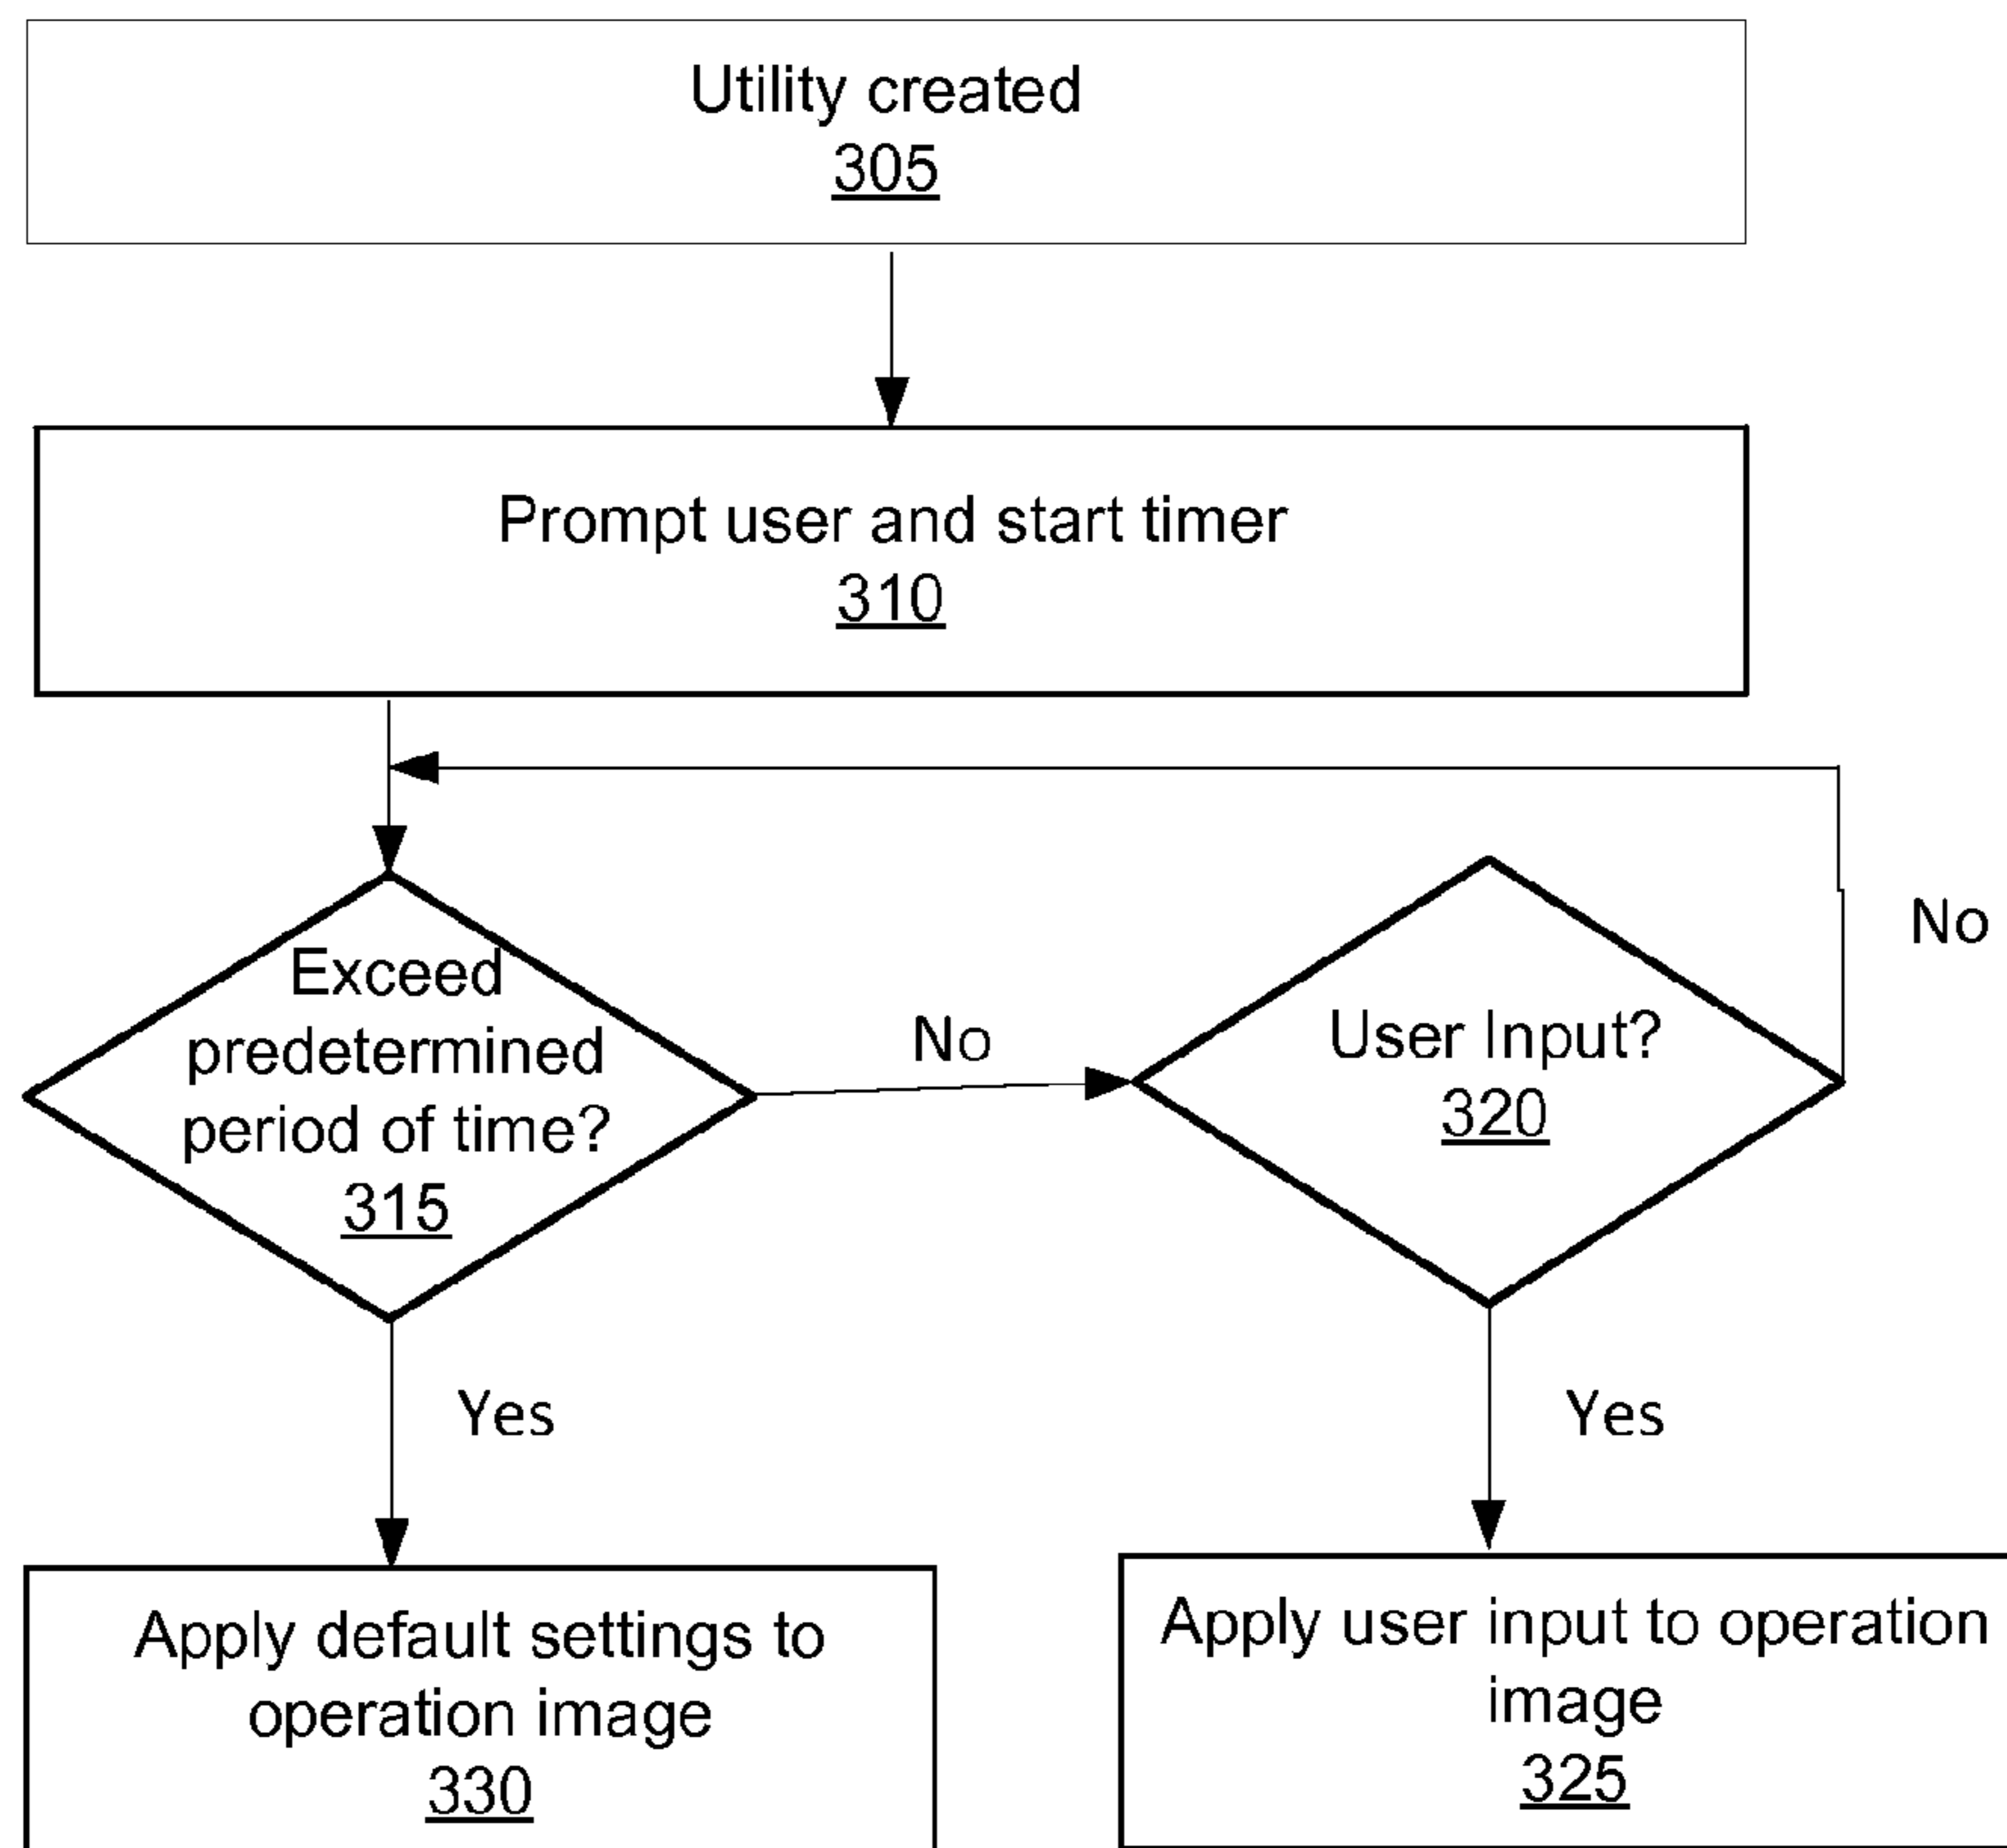 Utility created
305
Prompt user and start timer
310
Exceed
predetermined
period of time?
315
No
User Input?
320
No
Yes
Yes
Apply default settings to
operation image
330
Apply user input to operation
image
325